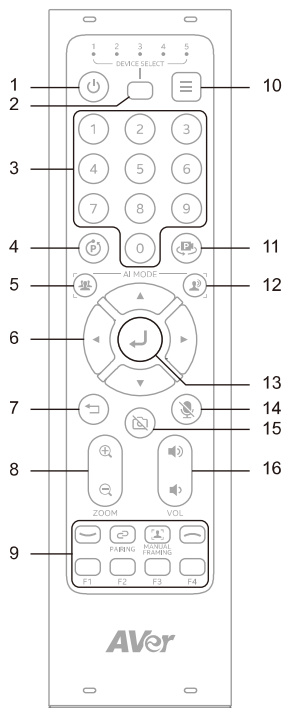 1 2 3 4 5
DEVICE SELECT
1
2
10
1 2 3
3
4 5 6
7 8 9
4
P
0
P
11
5
AI MODE
12
6
13
7
14
15
8
16
ZOOM
VOL
9
PAIRING
MANUAL
FRAMING
F1 F2 F3 F4
AVer